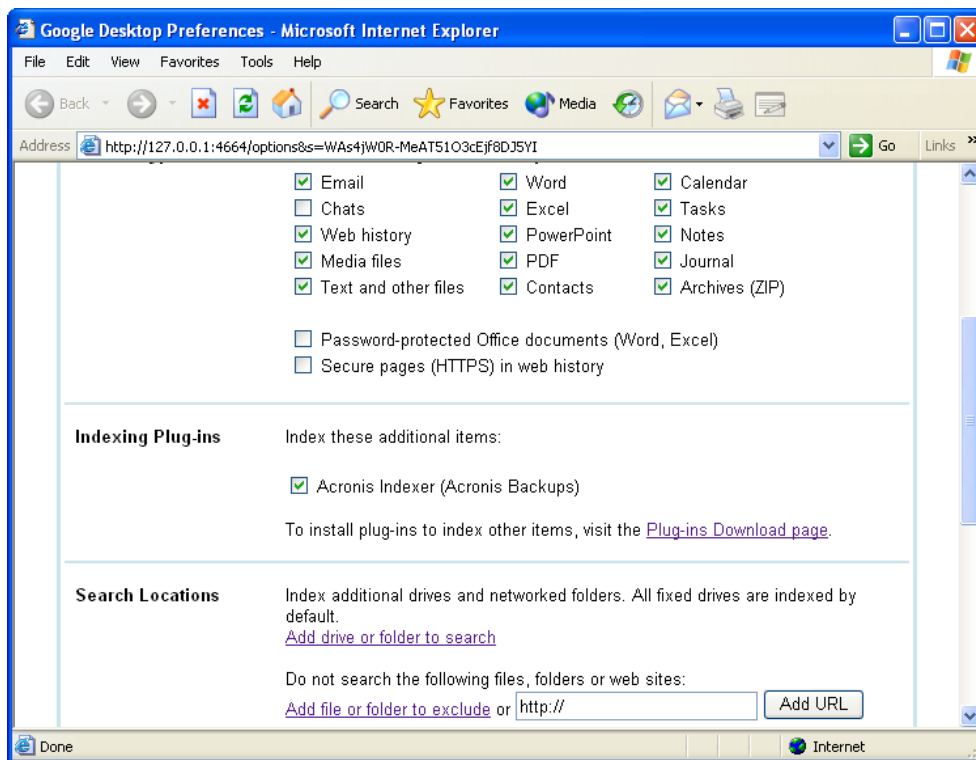 Google Desktop Preferences - Microsoft Internet Explorer
File Edit View Favorites Tools Help
Back Search Favorites Media
Address http://127.0.0.1:4664/options&s=WAs4jW0R-MeAT51O3cEjf8DJ5YI Go Links »
Email Word Calendar
Chats Excel Tasks
Web history PowerPoint Notes
Media files PDF Journal
Text and other files Contacts Archives (ZIP)
Password-protected Office documents (Word, Excel)
Secure pages (HTTPS) in web history
Indexing Plug-ins Index these additional items:
Acronis Indexer (Acronis Backups)
To install plug-ins to index other items, visit the Plug-ins Download page.
Search Locations Index additional drives and networked folders. All fixed drives are indexed by
default.
Add drive or folder to search
Do not search the following files, folders or web sites:
Add file or folder to exclude or http:// Add URL
Done Internet